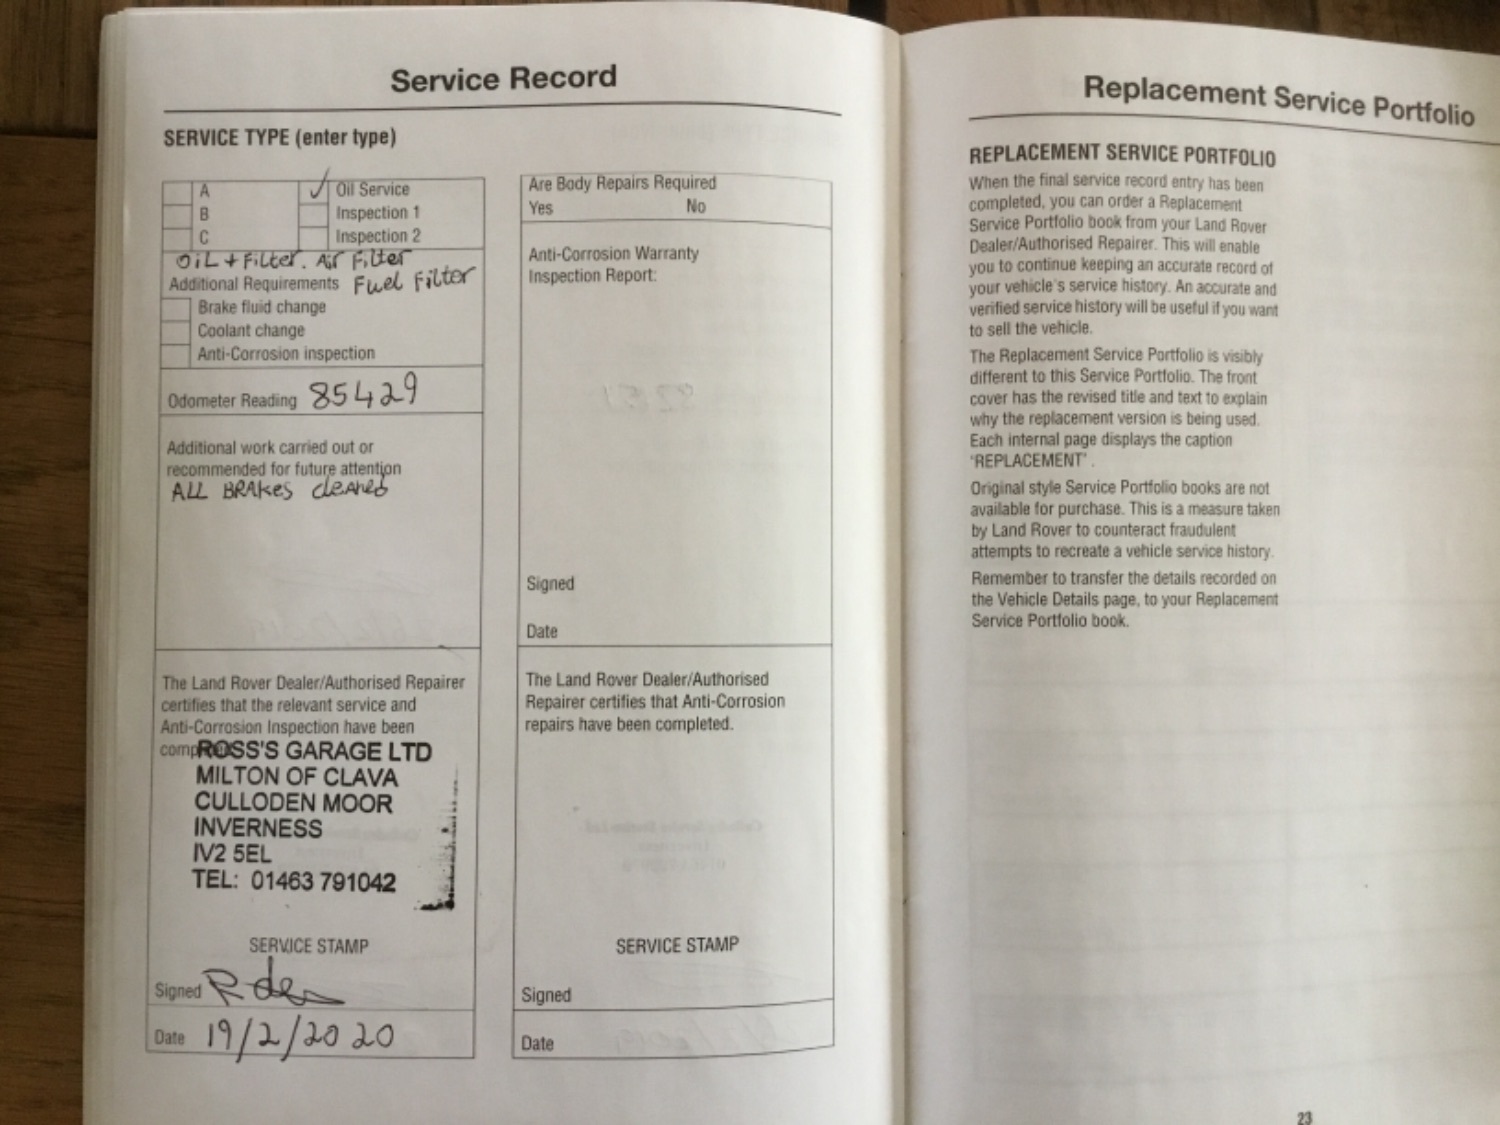 Service Record
SERVICE TYPE (enter type)
A
✓ Oil Service
B
Inspection 1
C
Inspection 2
OIL + Filter. Air Filter
Additional Requirements Fuel Filter
Brake fluid change
Coolant change
Anti-Corrosion inspection
Odometer Reading 85429
Additional work carried out or
recommended for future attention
ALL BRAKes cleaned
The Land Rover Dealer/Authorised Repairer
certifies that the relevant service and
Anti-Corrosion Inspection have been
ROSS'S GARAGE LTD
MILTON OF CLAVA
CULLODEN MOOR
INVERNESS
IV2 5EL
TEL: 01463 791042
SERVICE STAMP
Signed
Date 19/2/2020
Are Body Repairs Required
Yes No
Anti-Corrosion Warranty
Inspection Report:
Signed
Date
The Land Rover Dealer/Authorised
Repairer certifies that Anti-Corrosion
repairs have been completed.
SERVICE STAMP
Signed
Date
Replacement Service Portfolio
REPLACEMENT SERVICE PORTFOLIO
When the final service record entry has been
completed, you can order a Replacement
Service Portfolio book from your Land Rover
Dealer/Authorised Repairer. This will enable
you to continue keeping an accurate record of
your vehicle's service history. An accurate and
verified service history will be useful if you want
to sell the vehicle.
The Replacement Service Portfolio is visibly
different to this Service Portfolio. The front
cover has the revised title and text to explain
why the replacement version is being used.
Each internal page displays the caption
'REPLACEMENT'.
Original style Service Portfolio books are not
available for purchase. This is a measure taken
by Land Rover to counteract fraudulent
attempts to recreate a vehicle service history.
Remember to transfer the details recorded on
the Vehicle Details page, to your Replacement
Service Portfolio book.
23